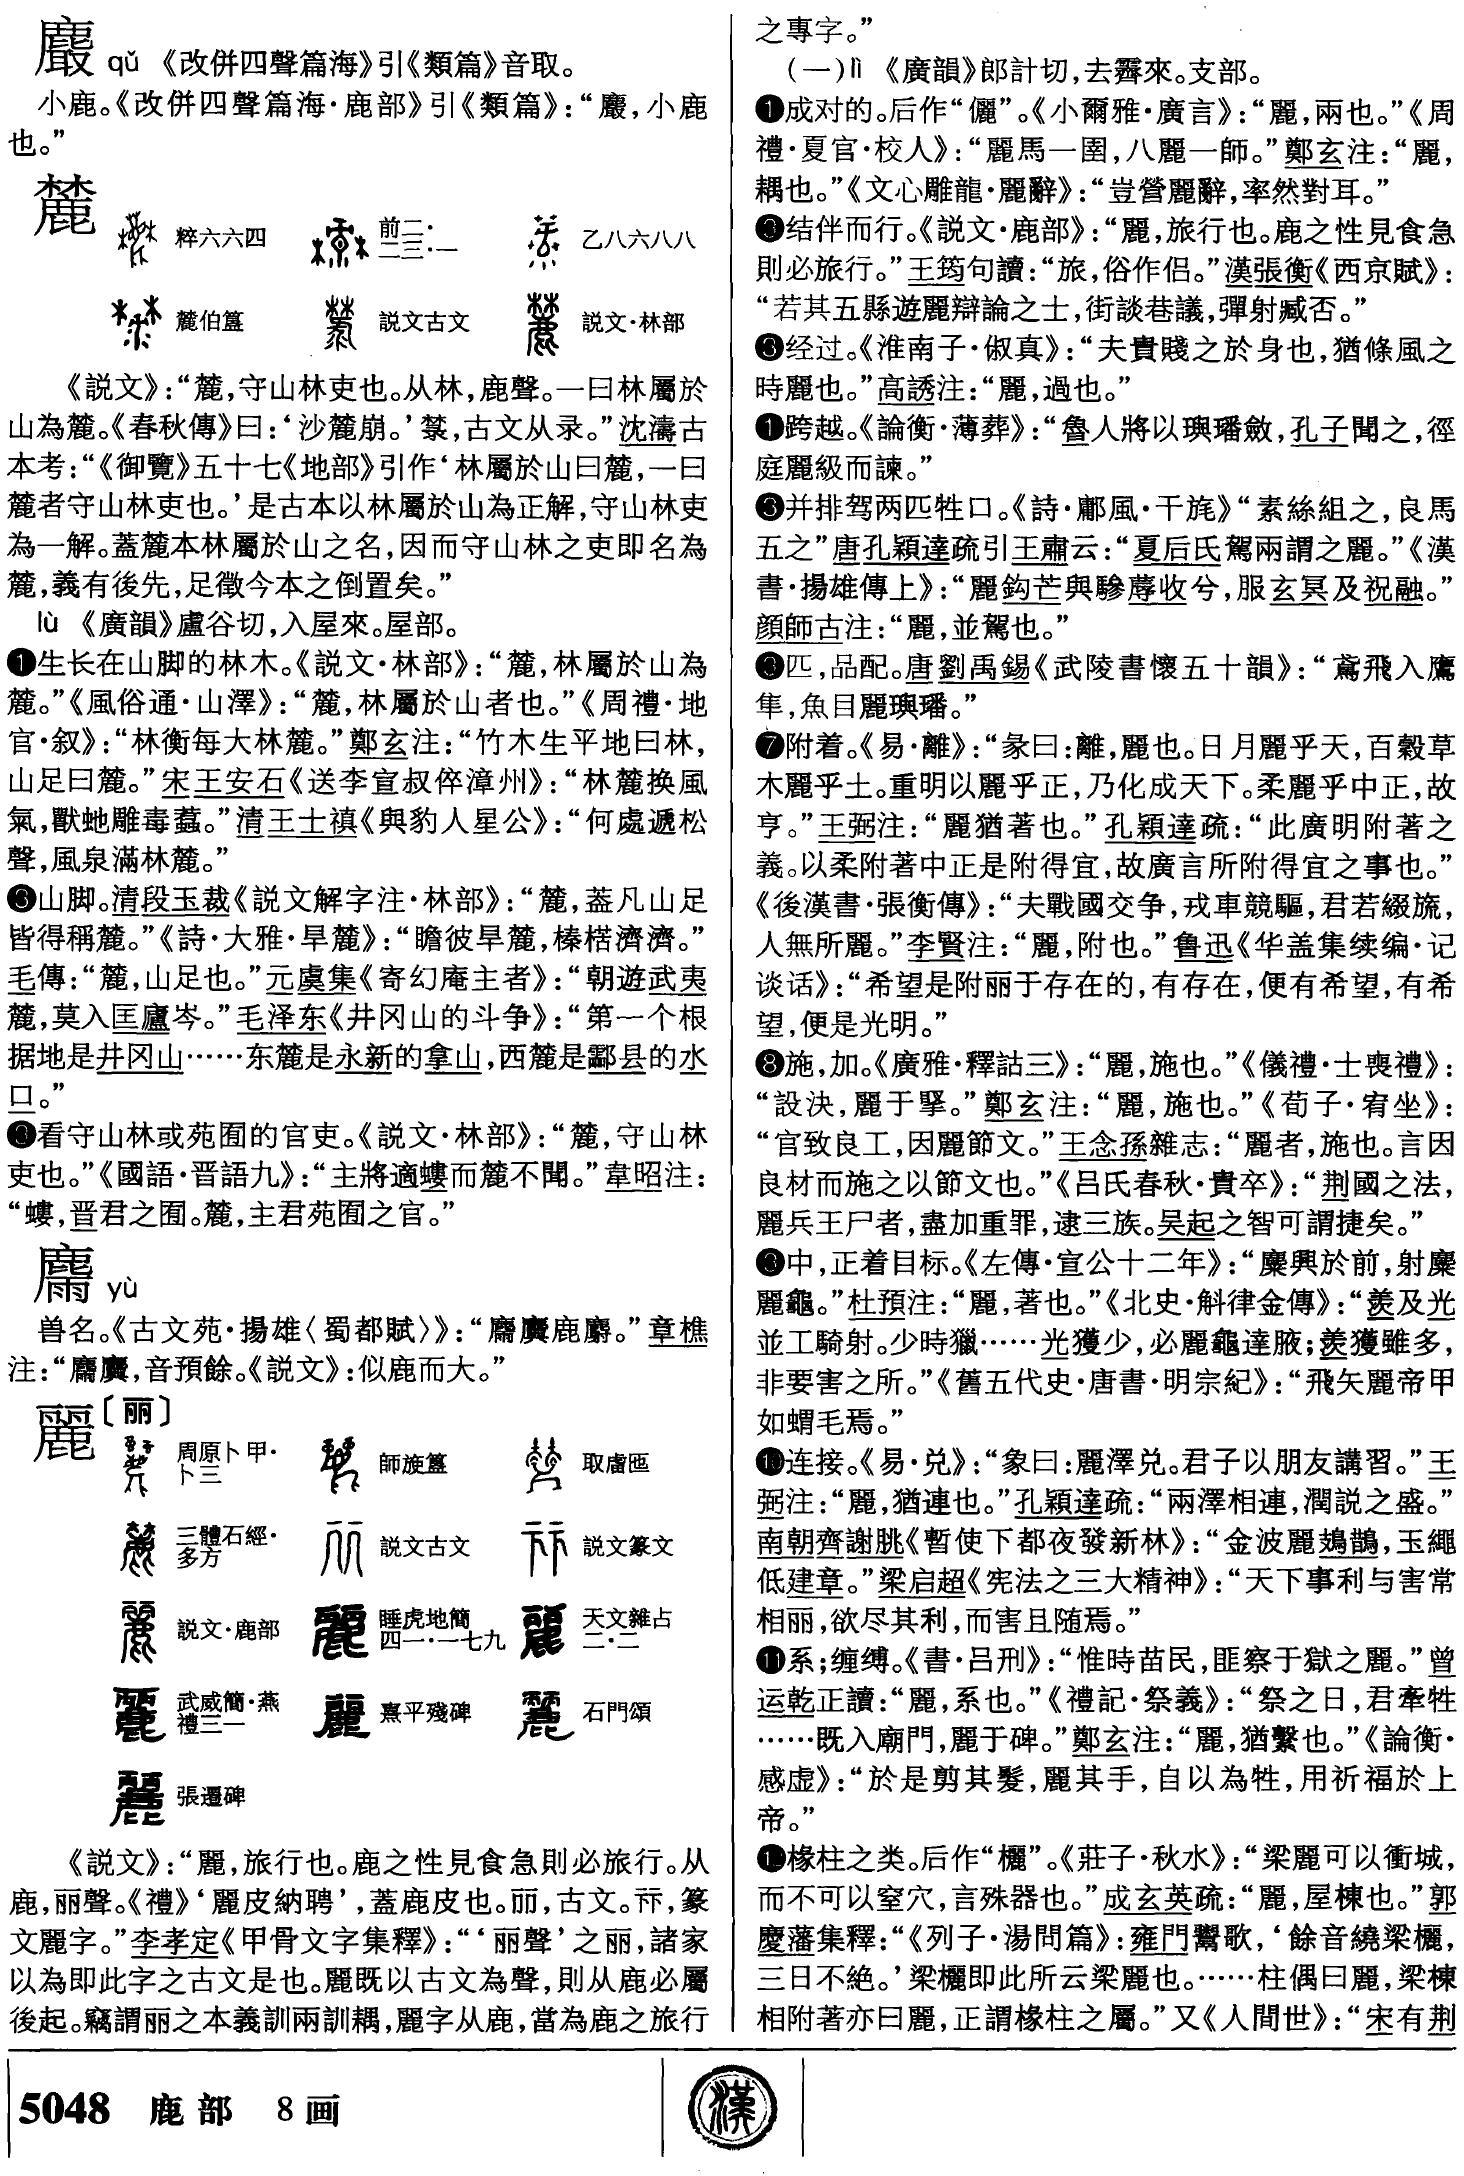 qǔ 《改併四聲篇海》引《類篇》音取。
小鹿。《改併四聲篇海·鹿部》引《類篇》：“，小鹿
也。”
麓
粹六六四 前二·二三·一 乙八六八八
麓伯簋 説文古文 説文·林部
《説文》：“麓，守山林吏也。从林，鹿聲。一曰林屬於
山為麓。《春秋傳》曰：‘沙麓崩。’䓹，古文从录。”沈濤古
本考：“《御覽》五十七《地部》引作‘林屬於山曰麓，一曰
麓者守山林吏也。’是古本以林屬於山為正解，守山林吏
為一解。蓋麓本林屬於山之名，因而守山林之吏即名為
麓，義有後先，足徵今本之倒置矣。”
lù 《廣韻》盧谷切，入屋來。屋部。
❶生长在山脚的林木。《説文·林部》：“麓，林屬於山為
麓。”《風俗通·山澤》：“麓，林屬於山者也。”《周禮·地
官·叙》：“林衡每大林麓。”鄭玄注：“竹木生平地曰林，
山足曰麓。”宋王安石《送李宣叔倅漳州》：“林麓换風
氣，獸虵雕毒蠚。”清王士禛《與豹人星公》：“何處遞松
聲，風泉滿林麓。”
山脚。清段玉裁《説文解字注·林部》：“麓，蓋凡山足
皆得稱麓。”《詩·大雅·旱麓》：“瞻彼旱麓，榛楛濟濟。”
毛傳：“麓，山足也。”元虞集《寄幻庵主者》：“朝遊武夷
麓，莫入匡廬岑。”毛泽东《井冈山的斗争》：“第一个根
据地是井冈山……东麓是永新的拿山，西麓是酃县的水
口。”
❸看守山林或苑囿的官吏。《説文·林部》：“麓，守山林
吏也。”《國語·晋語九》：“主將適螻而麓不聞。”韋昭注：
“螻，晋君之囿。麓，主君苑囿之官。”
yù
兽名。《古文苑·揚雄〈蜀都賦〉》：“鹿麝。”章樵
注：“，音預餘。《説文》：似鹿而大。”
麗〔丽〕
周原卜甲·卜三 師旋簋 取膚匜
三體石經·多方 説文古文 説文篆文
説文·鹿部 睡虎地簡四一·一七九 天文雜占二·二
武威簡·燕禮三一 熹平殘碑 石門頌
張遷碑
《説文》：“麗，旅行也。鹿之性見食急則必旅行。从
鹿，丽聲。《禮》‘麗皮納聘’，蓋鹿皮也。丽，古文。，篆
文麗字。”李孝定《甲骨文字集釋》：“‘丽聲’之丽，諸家
以為即此字之古文是也。麗既以古文為聲，則从鹿必屬
後起。竊謂丽之本義訓兩訓耦，麗字从鹿，當為鹿之旅行
之專字。”
（一）lì 《廣韻》郎計切，去霽來。支部。
❶成对的。后作“儷”。《小爾雅·廣言》：“麗，兩也。”《周
禮·夏官·校人》：“麗馬一圉，八麗一師。”鄭玄注：“麗，
耦也。”《文心雕龍·麗辭》：“豈營麗辭，率然對耳。”
结伴而行。《説文·鹿部》：“麗，旅行也。鹿之性見食急
則必旅行。”王筠句讀：“旅，俗作侣。”漢張衡《西京賦》：
“若其五縣遊麗辯論之士，街談巷議，彈射臧否。”
❸经过。《淮南子·俶真》：“夫貴賤之於身也，猶條風之
時麗也。”高誘注：“麗，過也。”
跨越。《論衡·薄葬》：“魯人將以璵璠斂，孔子聞之，徑
庭麗級而諫。”
并排驾两匹牲口。《詩·鄘風·干旄》“素絲組之，良馬
五之”唐孔穎達疏引王肅云：“夏后氏駕兩謂之麗。”《漢
書·揚雄傳上》：“麗鈎芒與驂蓐收兮，服玄冥及祝融。”
顔師古注：“麗，並駕也。”
匹，品配。唐劉禹錫《武陵書懷五十韻》：“鳶飛入鷹
隼，魚目麗璵璠。”
❼附着。《易·離》：“彖曰：離，麗也。日月麗乎天，百穀草
木麗乎土。重明以麗乎正，乃化成天下。柔麗乎中正，故
亨。”王弼注：“麗猶著也。”孔穎達疏：“此廣明附著之
義。以柔附著中正是附得宜，故廣言所附得宜之事也。”
《後漢書·張衡傳》：“夫戰國交争，戎車競驅，君若綴旒，
人無所麗。”李賢注：“麗，附也。”鲁迅《华盖集续编·记
谈话》：“希望是附丽于存在的，有存在，便有希望，有希
望，便是光明。”
❽施，加。《廣雅·釋詁三》：“麗，施也。”《儀禮·士喪禮》：
“設決，麗于掔。”鄭玄注：“麗，施也。”《荀子·宥坐》：
“官致良工，因麗節文。”王念孫雜志：“麗者，施也。言因
良材而施之以節文也。”《吕氏春秋·貴卒》：“荆國之法，
麗兵王尸者，盡加重罪，逮三族。吴起之智可謂捷矣。”
中，正着目标。《左傳·宣公十二年》：“麋興於前，射麋
麗龜。”杜預注：“麗，著也。”《北史·斛律金傳》：“羨及光
並工騎射。少時獵……光獲少，必麗龜達腋；羨獲雖多，
非要害之所。”《舊五代史·唐書·明宗紀》：“飛矢麗帝甲
如蝟毛焉。”
连接。《易·兑》：“象曰：麗澤兑。君子以朋友講習。”王
弼注：“麗，猶連也。”孔穎達疏：“兩澤相連，潤説之盛。”
南朝齊謝朓《暫使下都夜發新林》：“金波麗鳷鵲，玉繩
低建章。”梁启超《宪法之三大精神》：“天下事利与害常
相丽，欲尽其利，而害且随焉。”
⓫系；缠缚。《書·吕刑》：“惟時苗民，匪察于獄之麗。”曾
运乾正讀：“麗，系也。”《禮記·祭義》：“祭之日，君牽牲
……既入廟門，麗于碑。”鄭玄注：“麗，猶繫也。”《論衡·
感虚》：“於是剪其髮，麗其手，自以為牲，用祈福於上
帝。”
椽柱之类。后作“欐”。《莊子·秋水》：“梁麗可以衝城，
而不可以窒穴，言殊器也。”成玄英疏：“麗，屋棟也。”郭
慶藩集釋：“《列子·湯問篇》：雍門鬻歌，‘餘音繞梁欐，
三日不絶。’梁欐即此所云梁麗也。……柱偶曰麗，梁棟
相附著亦曰麗，正謂椽柱之屬。”又《人間世》：“宋有荆
5048 鹿部 8画
漢